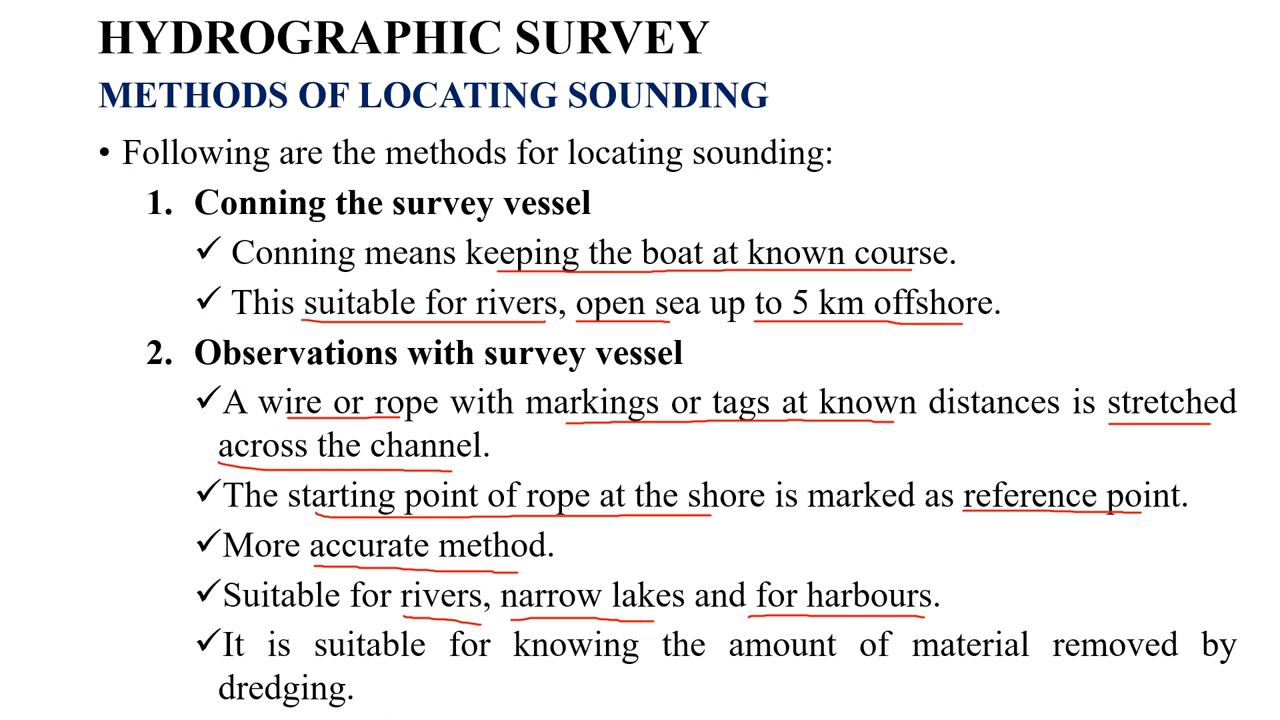 HYDROGRAPHIC SURVEY
METHODS OF LOCATING SOUNDING
• Following are the methods for locating sounding:
1. Conning the survey vessel
✓ Conning means keeping the boat at known course.
✓ This suitable for rivers, open sea up to 5 km offshore.
2. Observations with survey vessel
✓A wire or rope with markings or tags at known distances is stretched
across the channel.
✓The starting point of rope at the shore is marked as reference point.
✓More accurate method.
✓Suitable for rivers, narrow lakes and for harbours.
✓It is suitable for knowing the amount of material removed by
dredging.